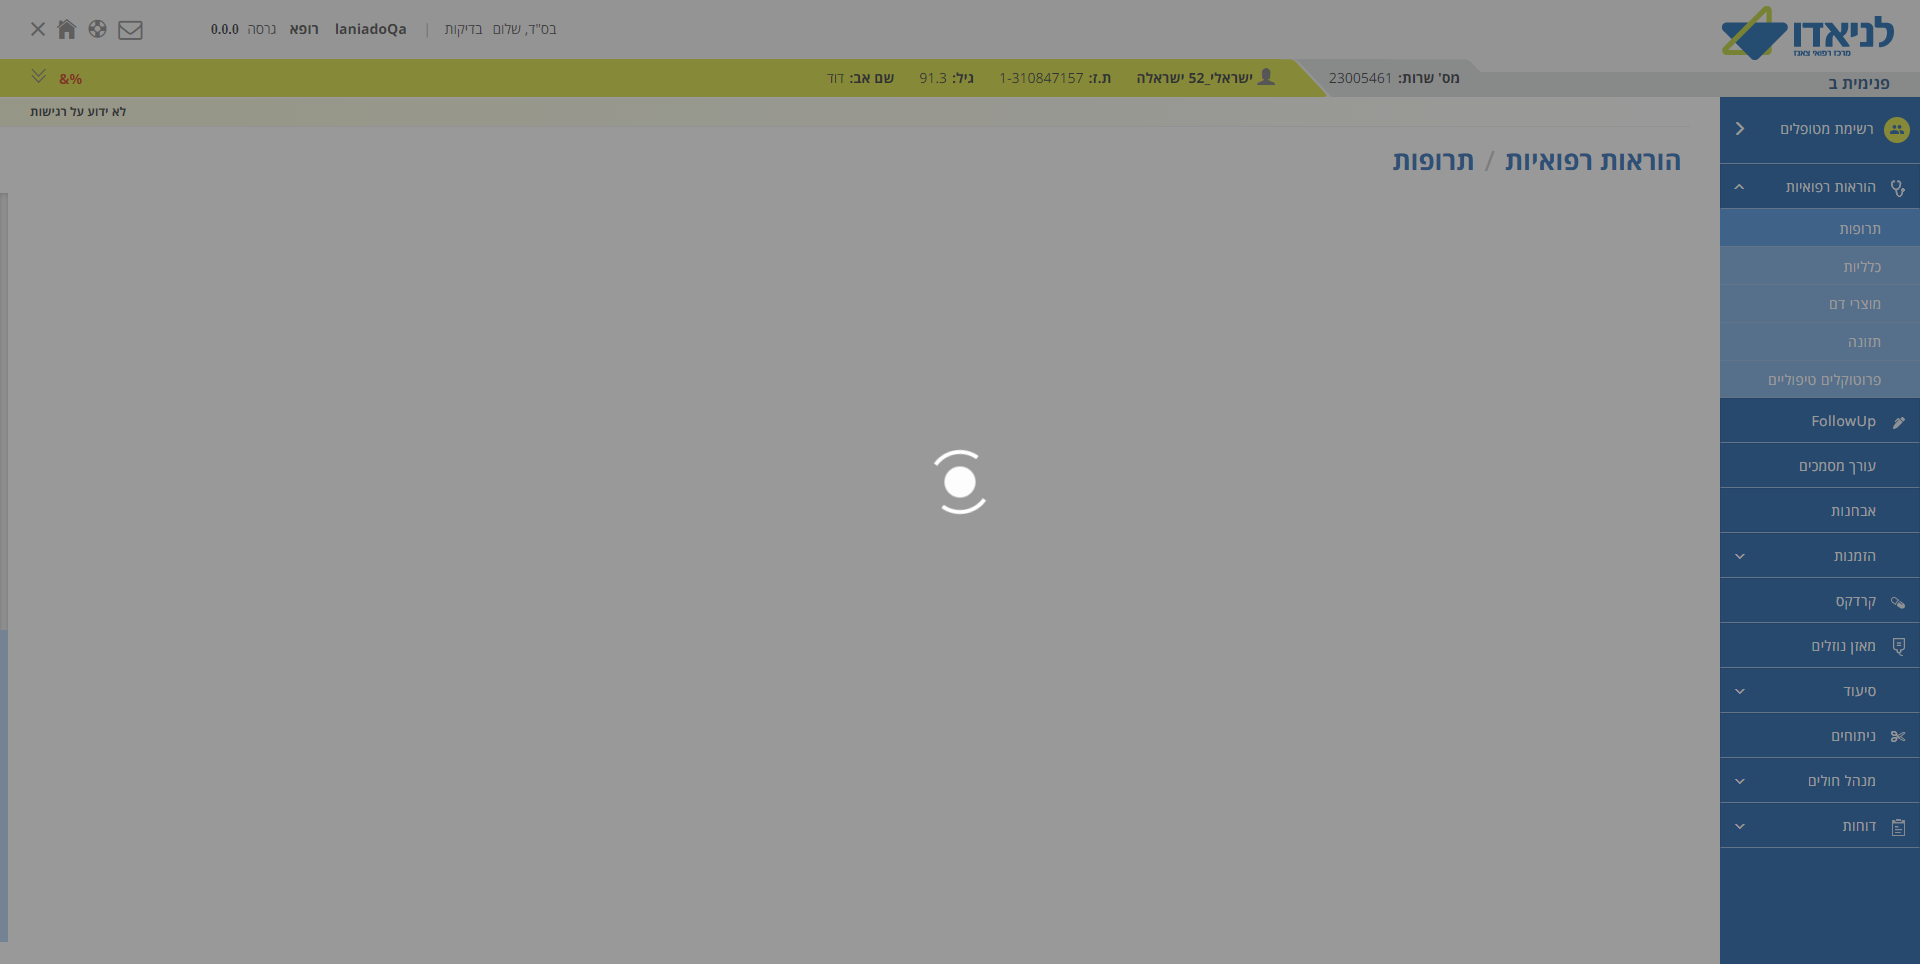 לניאדו
מרכז רפואי צאנז
בס"ד, שלום בדיקות | laniadoQa רופא גרסה 0.0.0
פנימית ב
מס' שרות: 23005461
ישראלי_52 ישראלה ת.ז: 1-310847157 גיל: 91.3 שם אב: דוד
&%
לא ידוע על רגישות
הוראות רפואיות / תרופות
רשימת מטופלים
הוראות רפואיות
תרופות
כלליות
מוצרי דם
תזונה
פרוטוקלים טיפוליים
FollowUp
עורך מסמכים
אבחנות
הזמנות
קרדקס
מאזן נוזלים
סיעוד
ניתוחים
מנהל חולים
דוחות